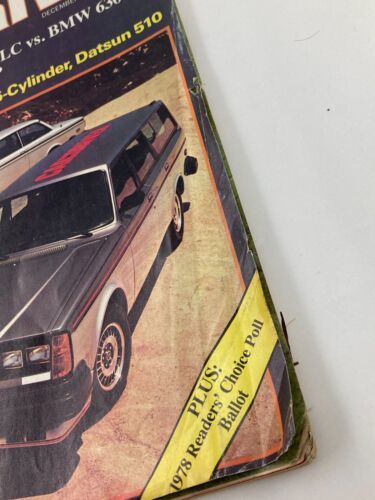 DECEMBER
LC vs. BMW 630
-Cylinder, Datsun 510
PLUS:
1978 Readers' Choice Poll
Ballot